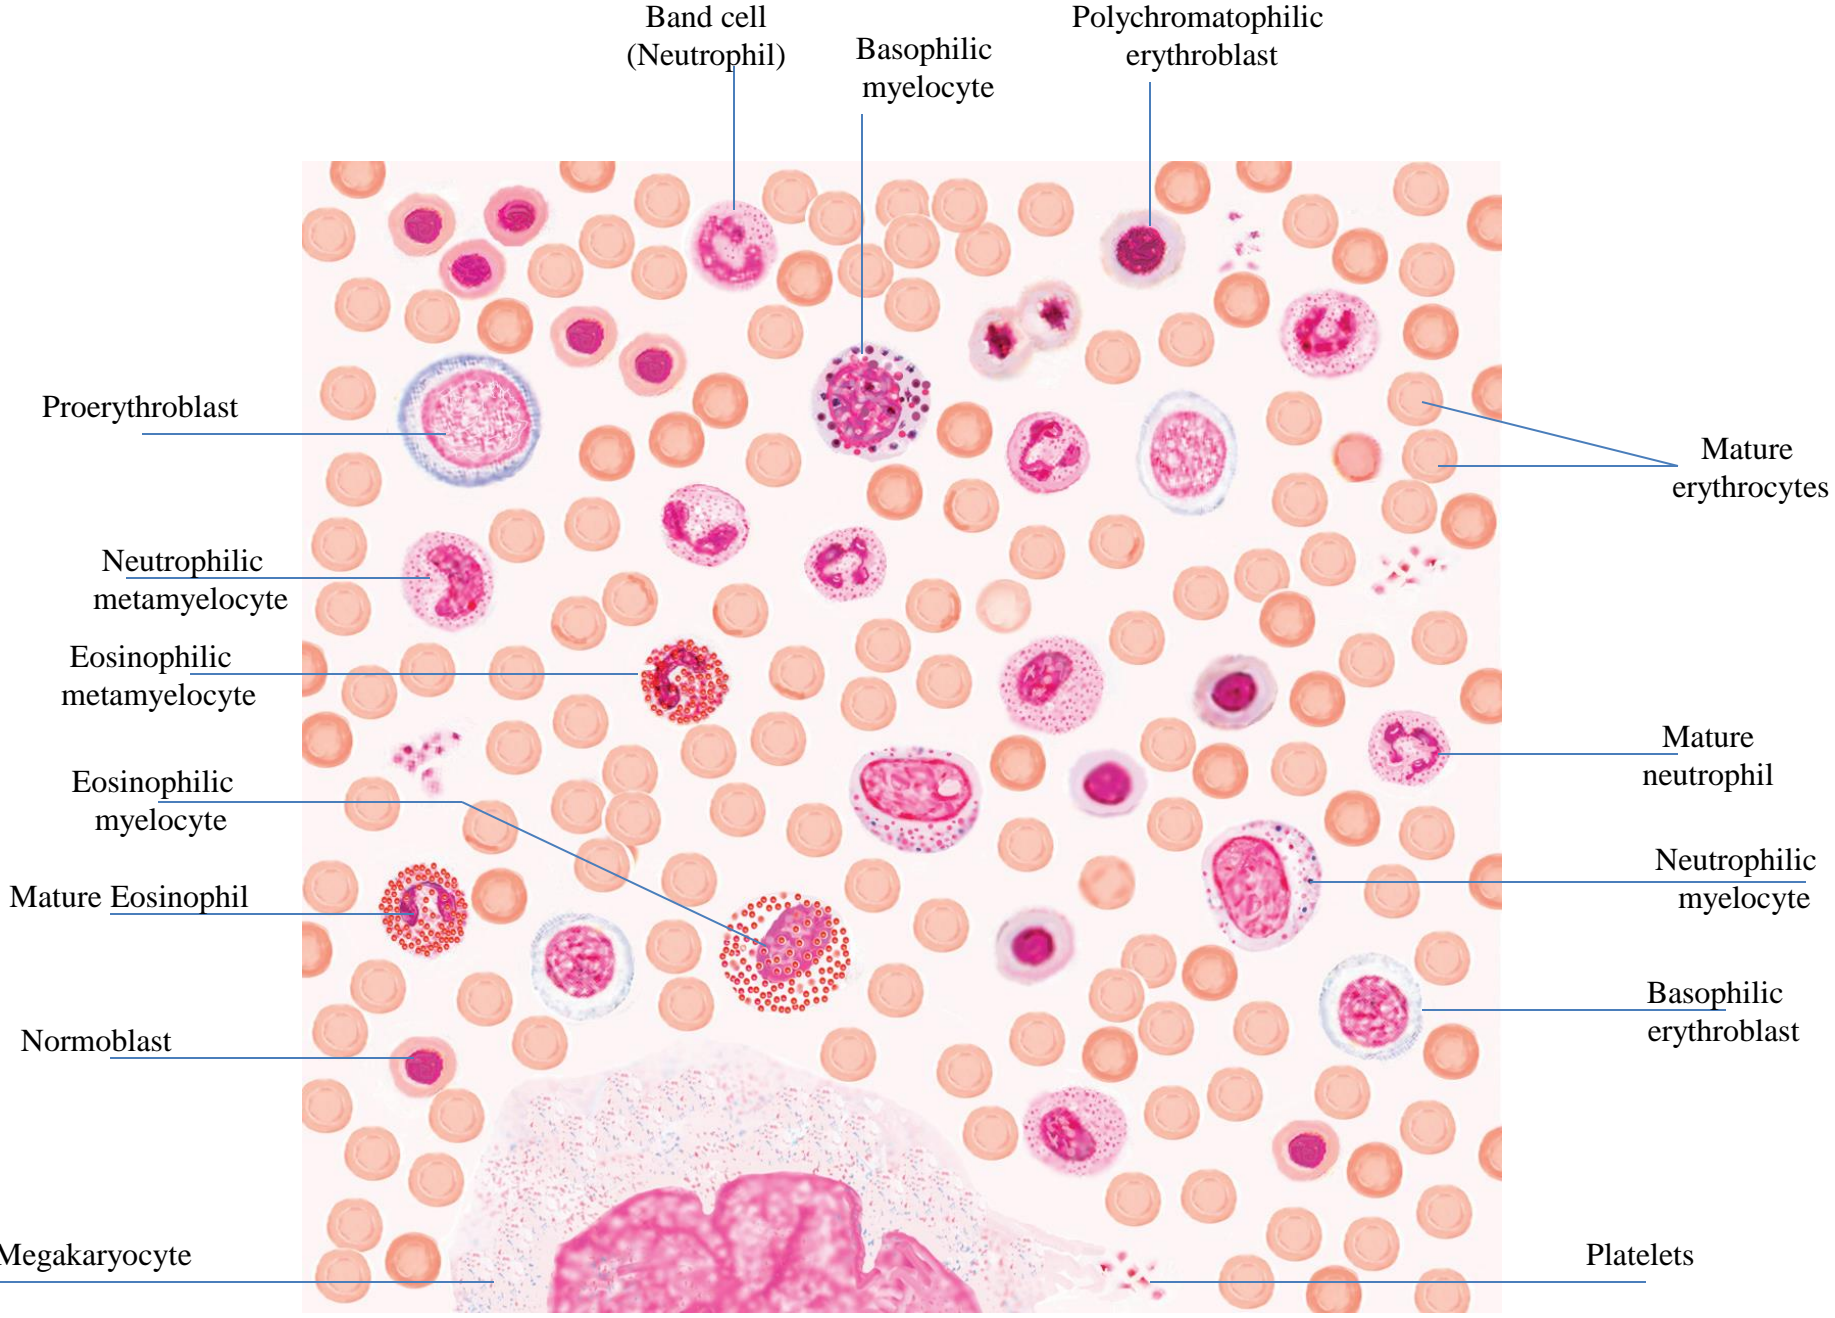 Band cell
(Neutrophil)
Basophilic
myelocyte
Polychromatophilic
erythroblast
Proerythroblast
Mature
erythrocytes
Neutrophilic
metamyelocyte
Eosinophilic
metamyelocyte
Mature
neutrophil
Eosinophilic
myelocyte
Neutrophilic
myelocyte
Mature Eosinophil
Basophilic
erythroblast
Normoblast
Megakaryocyte
Platelets